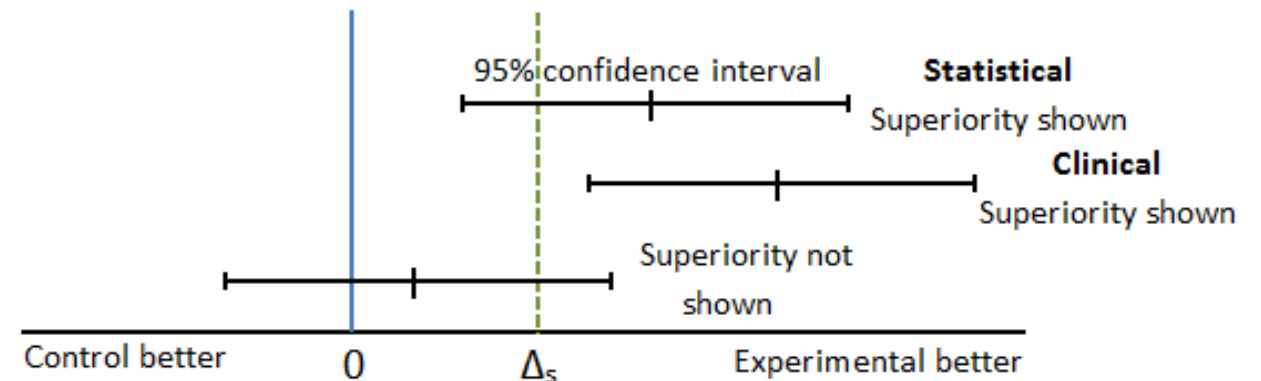 95% confidence interval
Statistical
Superiority shown
Clinical
Superiority shown
Superiority not
shown
Control better
0
Δs
Experimental better